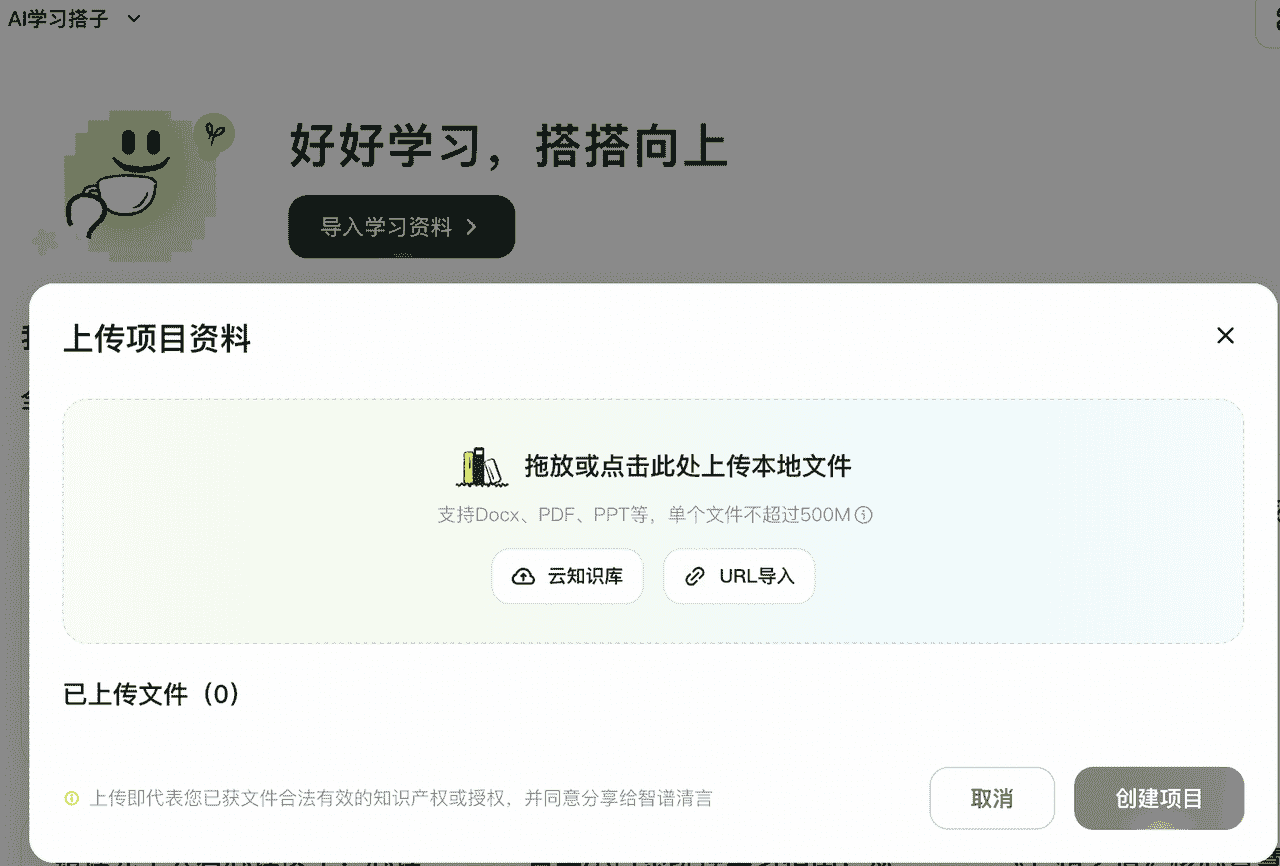 AI学习搭子
好好学习，搭搭向上
导入学习资料
上传项目资料
拖放或点击此处上传本地文件
支持Docx、PDF、PPT等，单个文件不超过500M
云知识库
URL导入
已上传文件（0）
上传即代表您已获文件合法有效的知识产权或授权，并同意分享给智谱清言
取消
创建项目